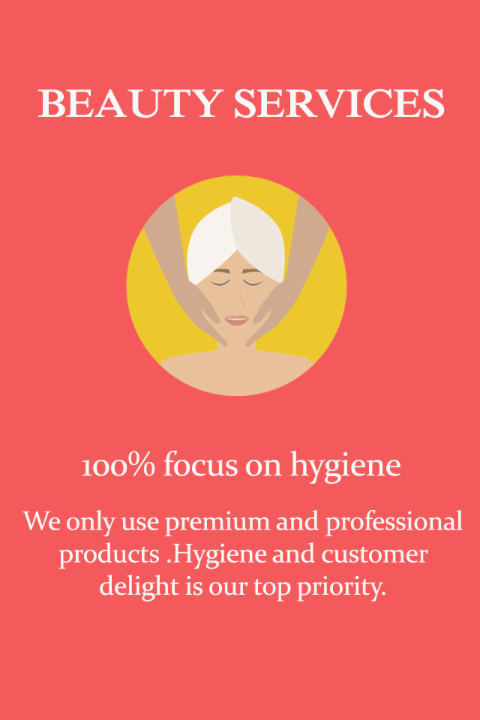 BEAUTY SERVICES
100% focus on hygiene
We only use premium and professional
products .Hygiene and customer
delight is our top priority.